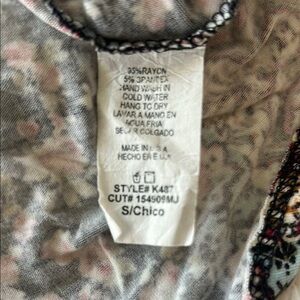 95%RAYON
5% SPANDEX
HAND WASH IN
COLD WATER
HANG TO DRY
LAVAR A MANO EN
AGUA FRIA
SECAR COLGADO
MADE IN U.S.A
HECHO EN E.U.
STYLE# K487
CUT# 154909MJ
S/Chico